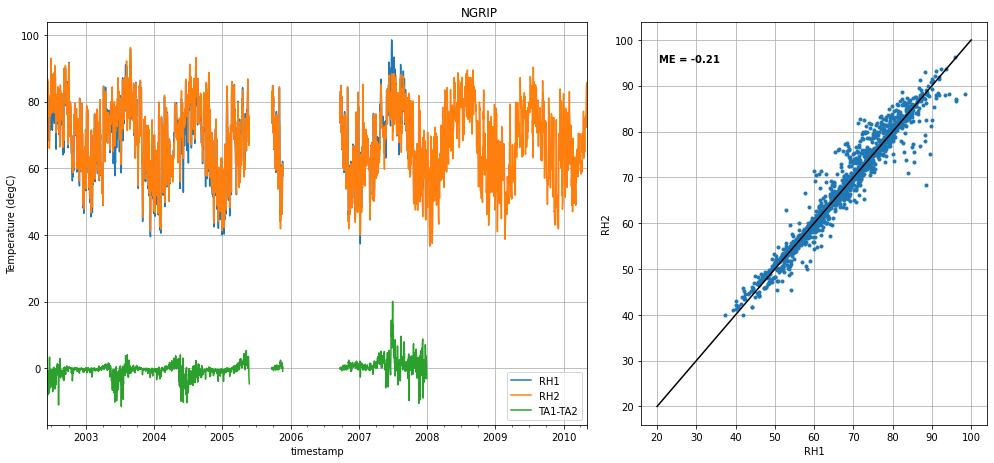 NGRIP
Temperature (degC)
100
80
60
40
20
0
2003 2004 2005 2006 2007 2008 2009 2010
timestamp
RH1
RH2
TA1-TA2
ME = -0.21
RH2
100
90
80
70
60
50
40
30
20
20 30 40 50 60 70 80 90 100
RH1